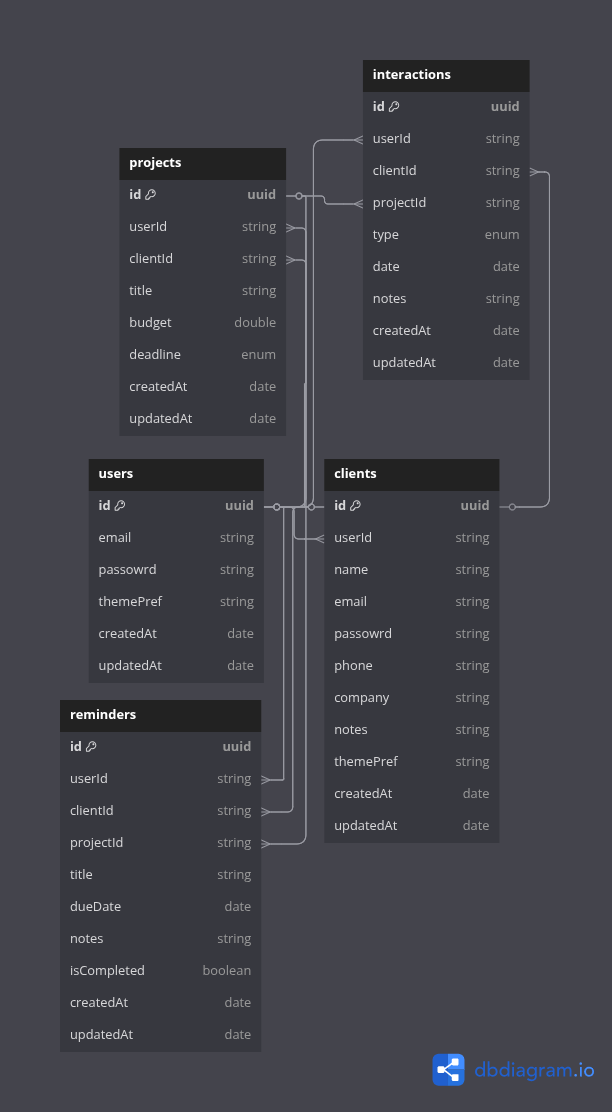 interactions
id uuid
userId string
clientId string
projectId string
type enum
date date
notes string
createdAt date
updatedAt date
projects
id uuid
userId string
clientId string
title string
budget double
deadline enum
createdAt date
updatedAt date
users
id uuid
email string
passowrd string
themePref string
createdAt date
updatedAt date
clients
id uuid
userId string
name string
email string
passowrd string
phone string
company string
notes string
themePref string
createdAt date
updatedAt date
reminders
id uuid
userId string
clientId string
projectId string
title string
dueDate date
notes string
isCompleted boolean
createdAt date
updatedAt date
dbdiagram.io